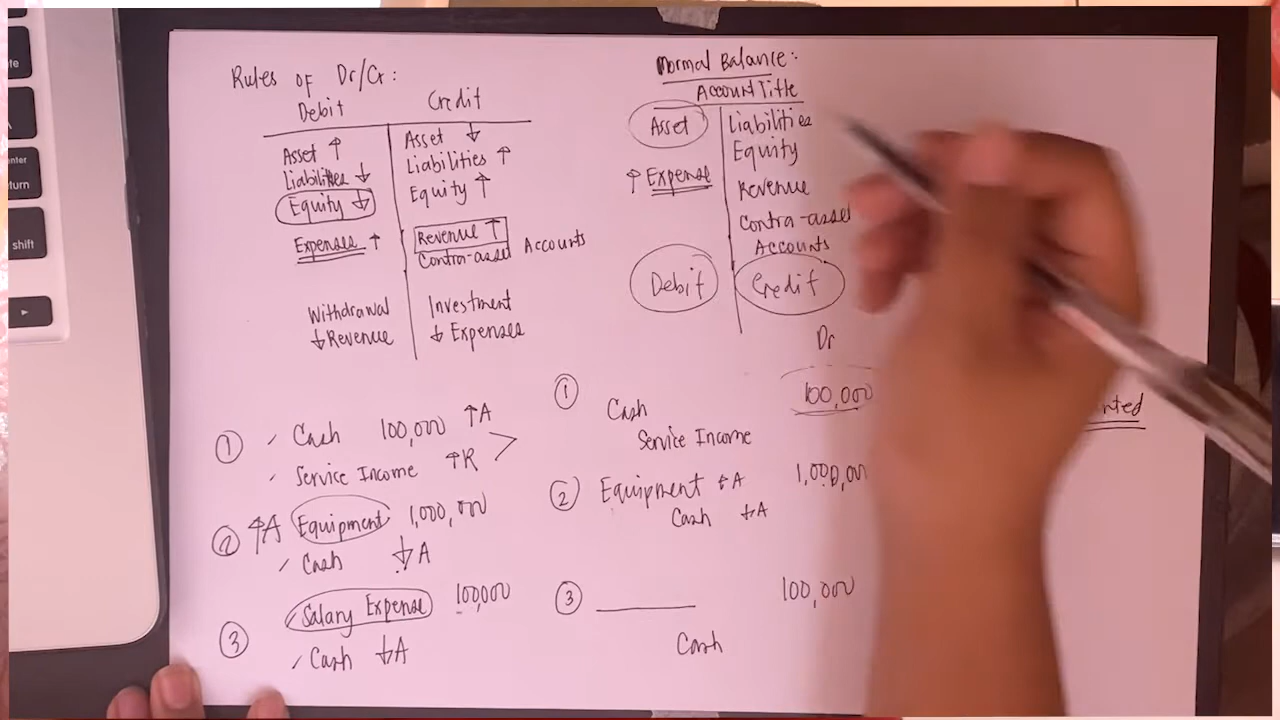 Rules of Dr/Cr:
Debit
Credit
Asset ↑
Liabilities ↓
Equity ↓
Expenses ↑
Withdrawal
↓ Revenue
Asset ↓
Liabilities ↑
Equity ↑
Revenue ↑
Contra-asset Accounts
Investment
↓ Expenses
Normal Balance:
Account Title
Asset
↑ Expense
Debit
Liabilities
Equity
Revenue
Contra-asset
Accounts
Credit
① Cash 100,000 ↑A
Service Income ↑R
② ↑A Equipment 1,000,000
Cash ↓A
③ Salary Expense 100,000
Cash ↓A
Dr
① Cash 100,000
Service Income
② Equipment ↑A 1,000,00
Cash ↓A
③ 100,000
Cash
enter
shift